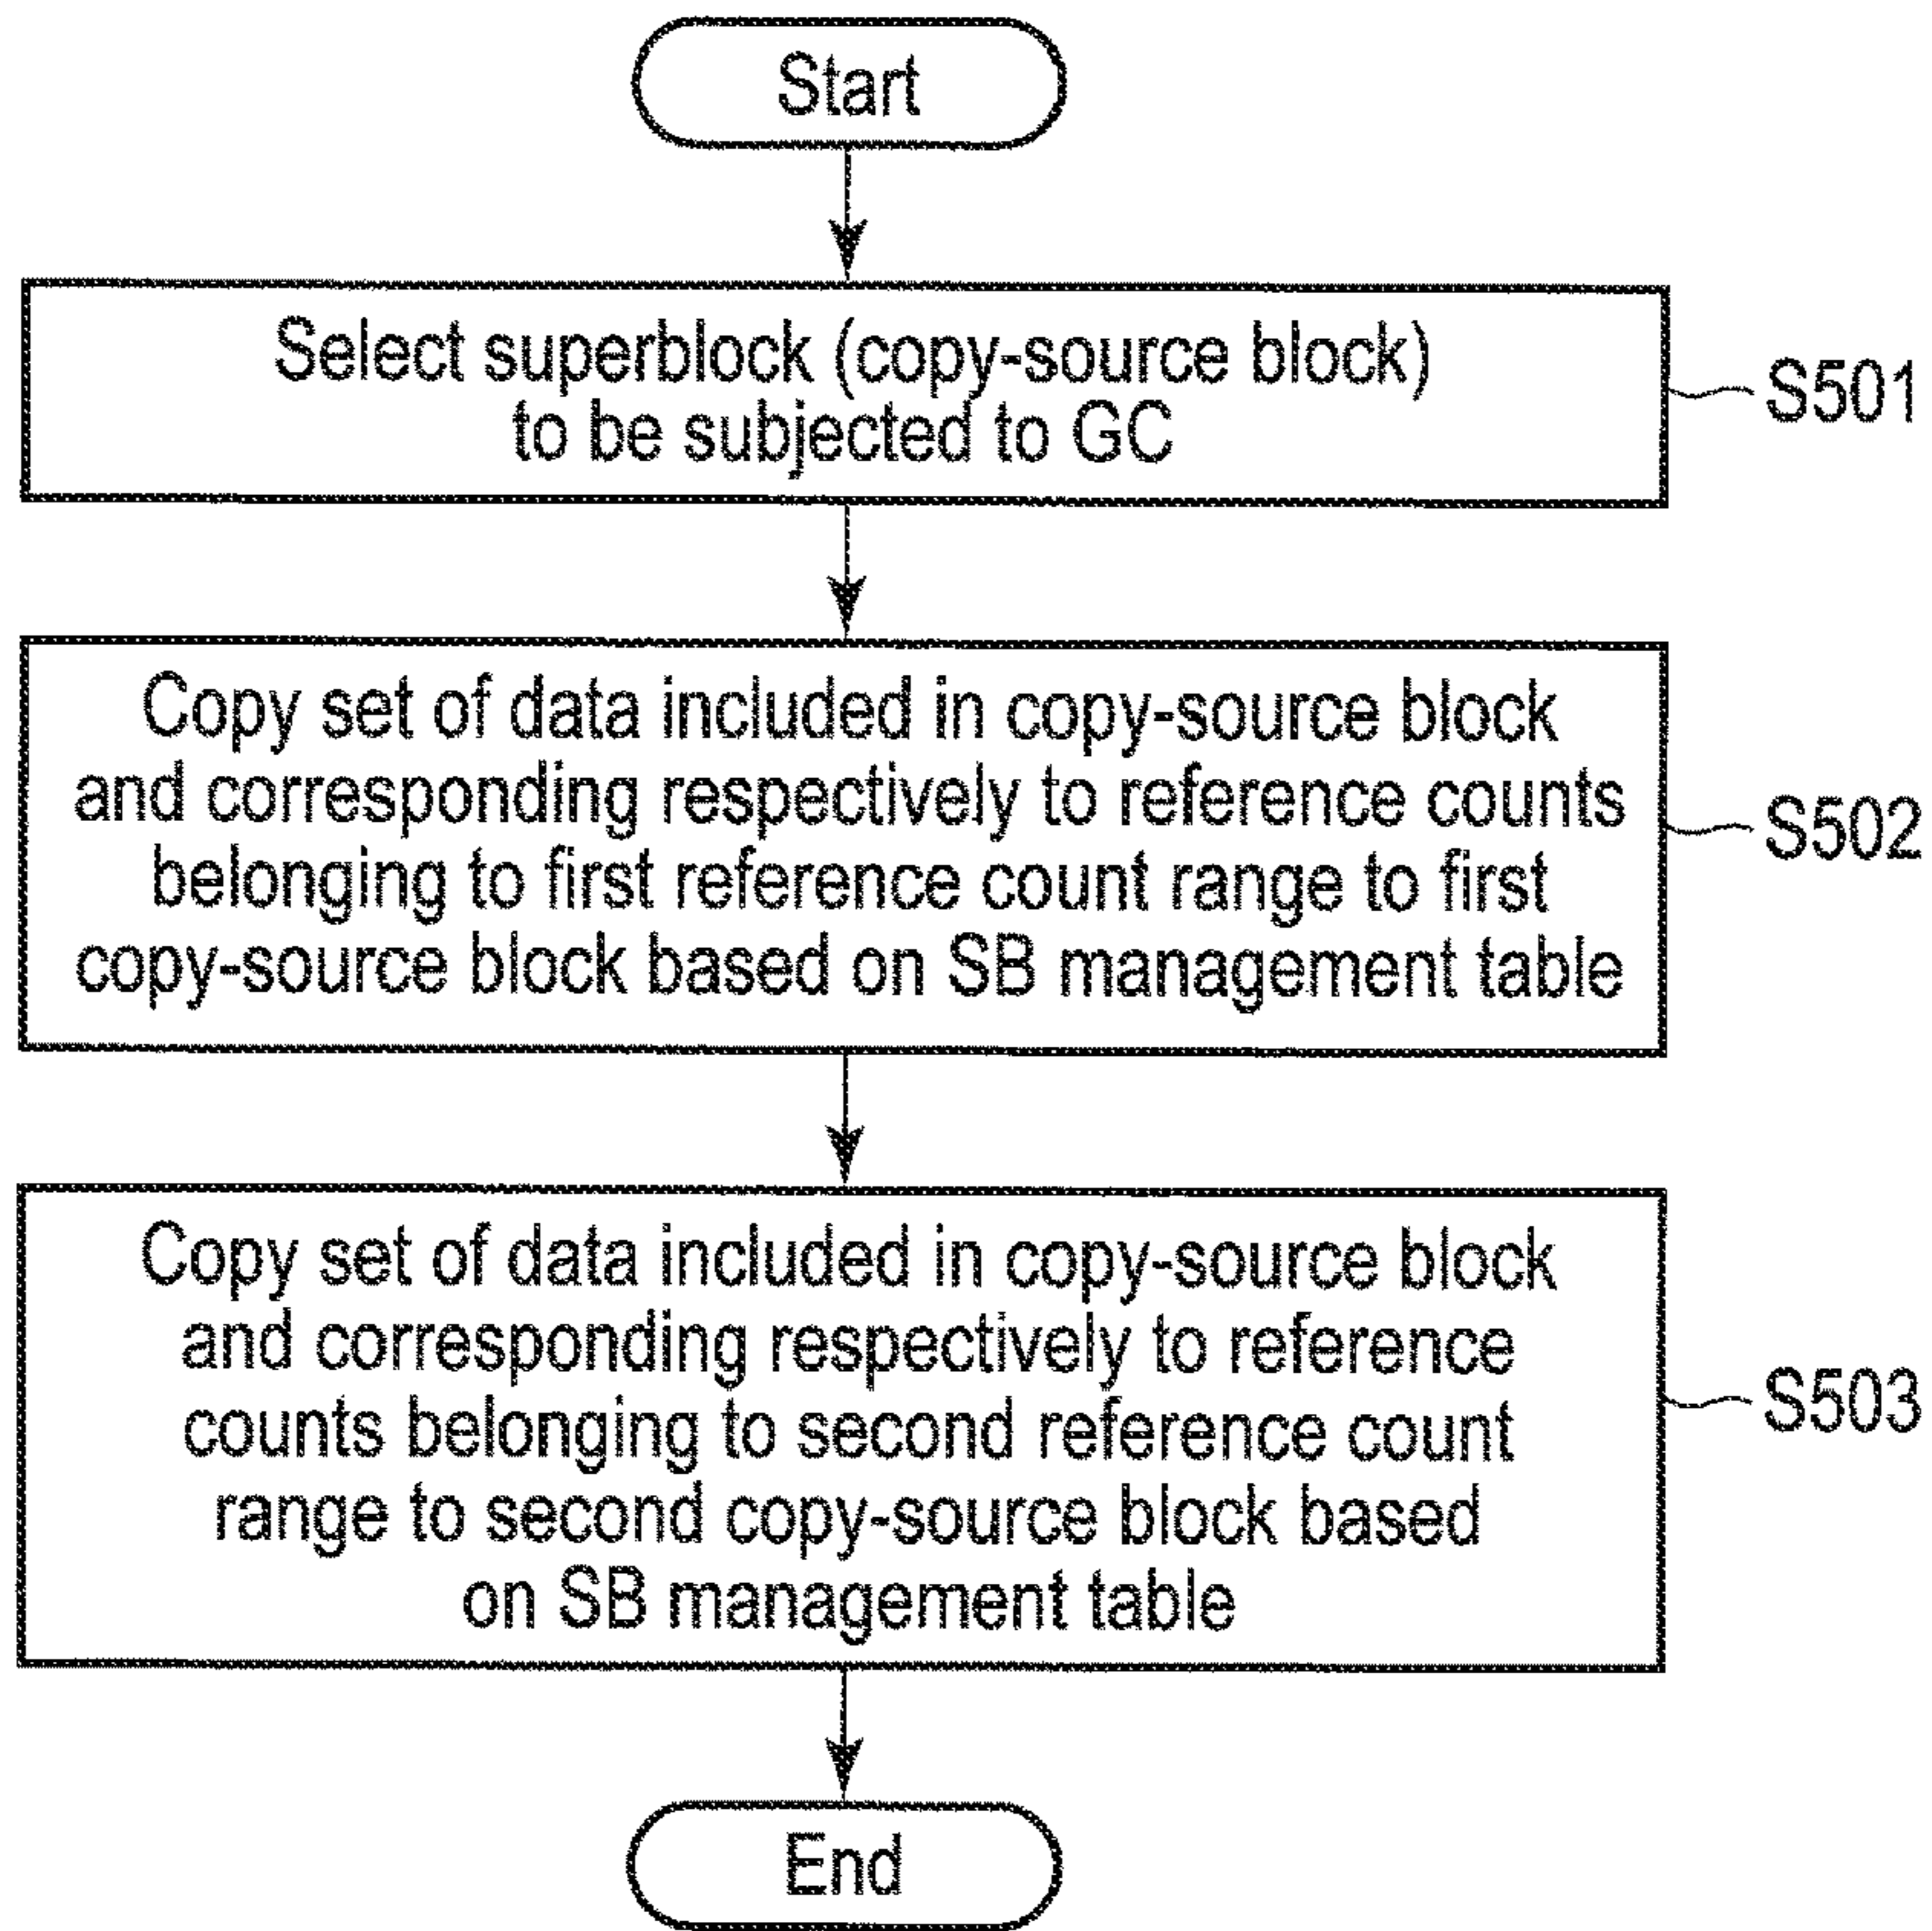 Start
Select superblock (copy-source block)
to be subjected to GC
S501
Copy set of data included in copy-source block
and corresponding respectively to reference counts
belonging to first reference count range to first
copy-source block based on SB management table
S502
Copy set of data included in copy-source block
and corresponding respectively to reference
counts belonging to second reference count
range to second copy-source block based
on SB management table
S503
End